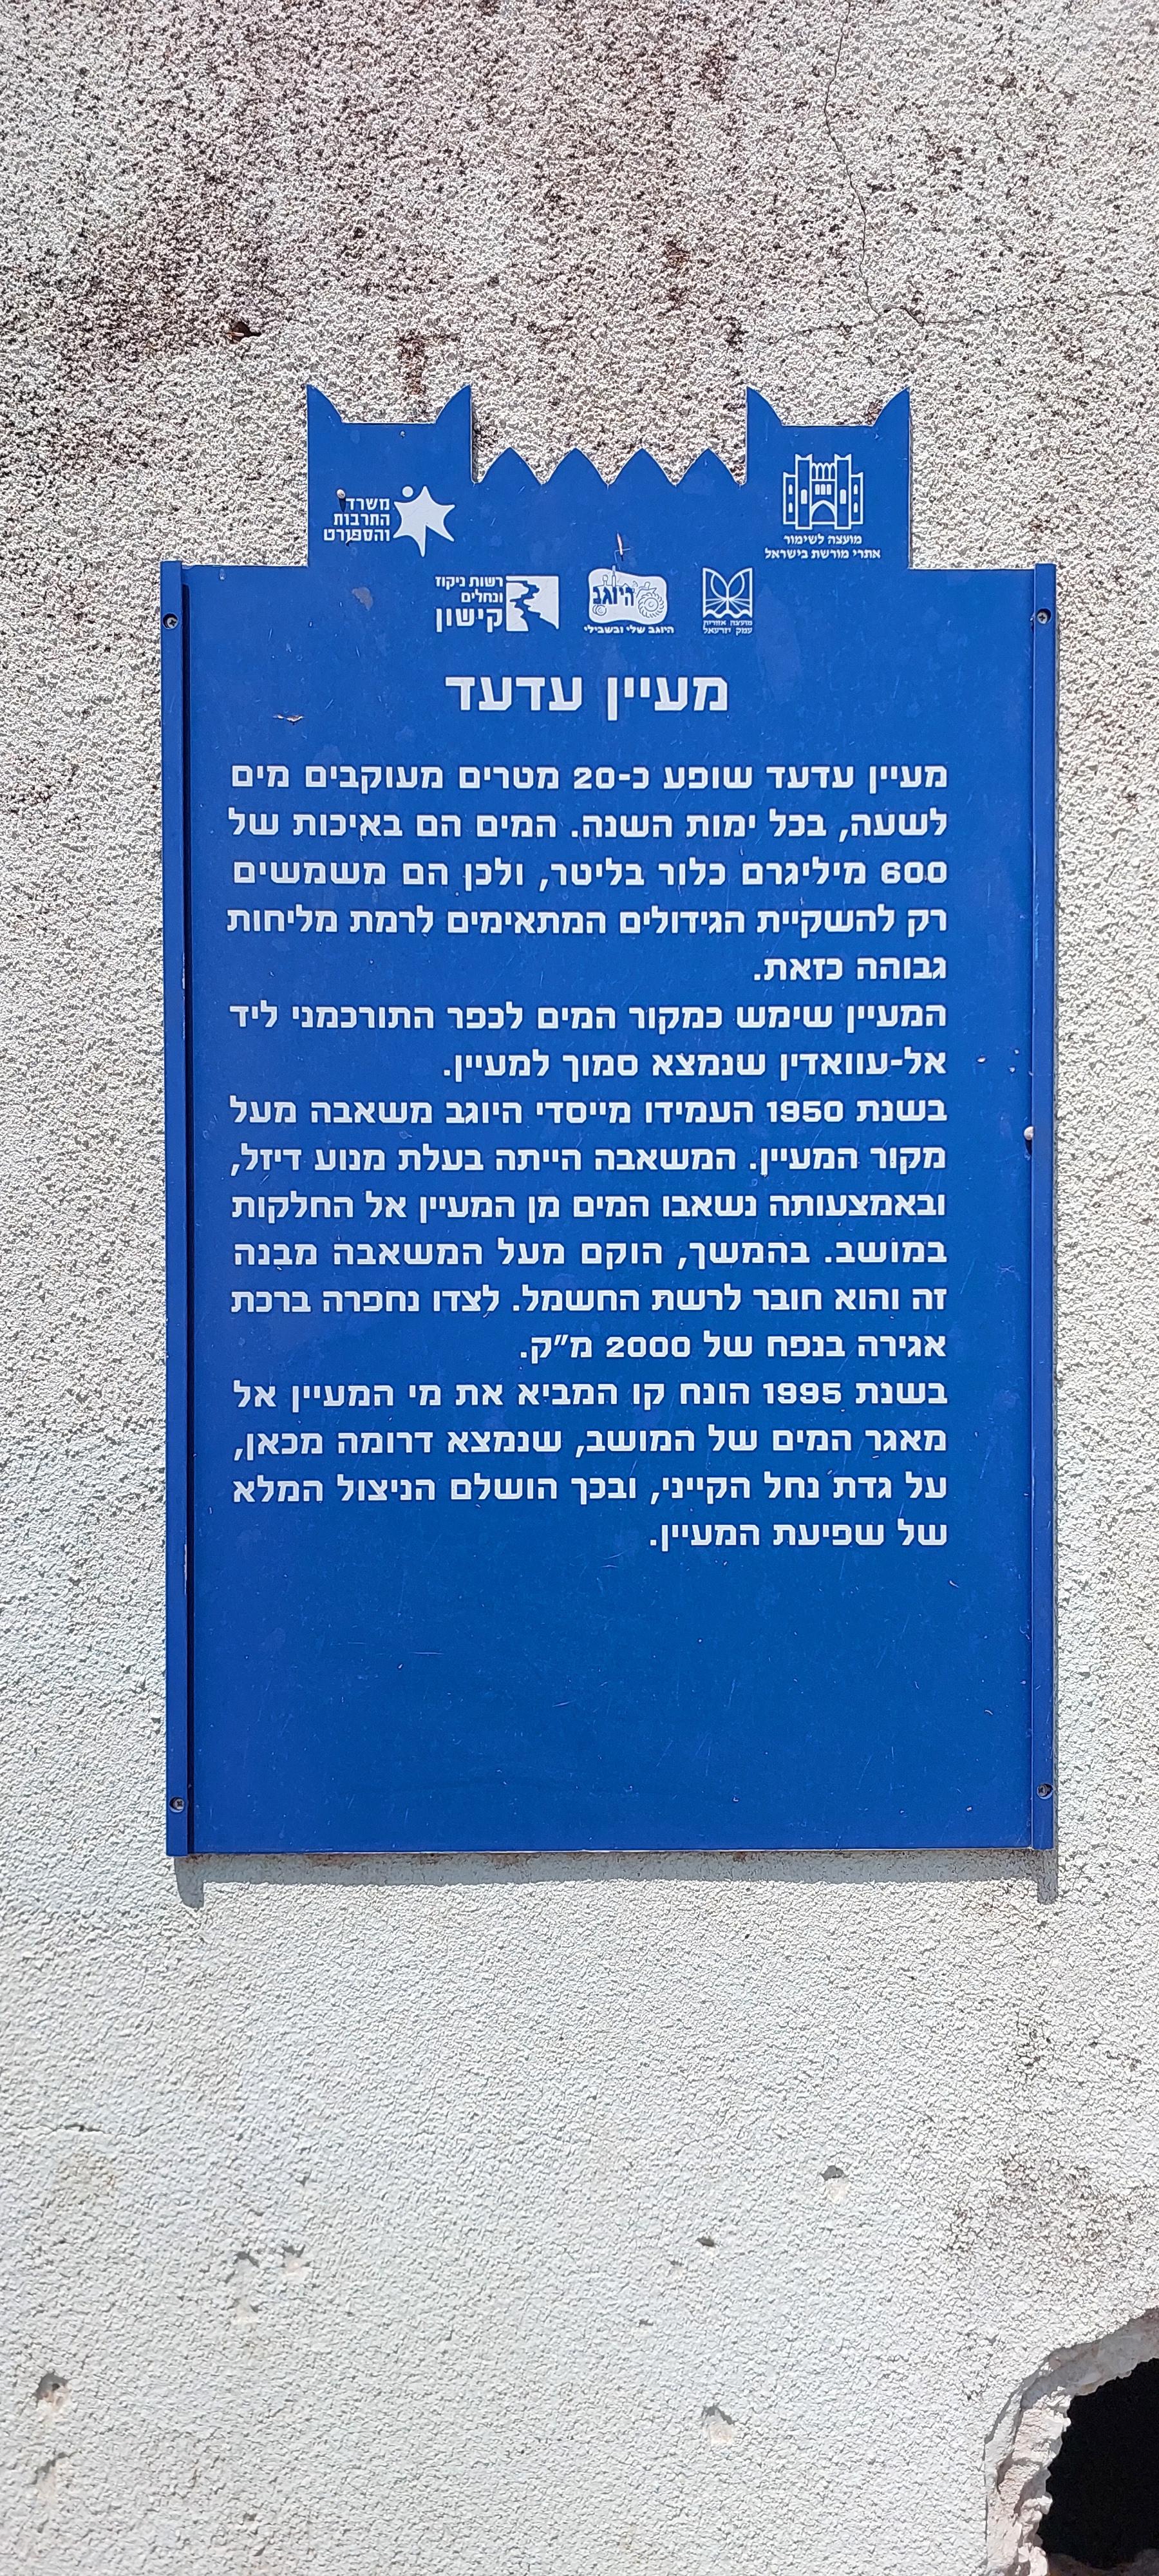 משרד
התרבות
והספורט
מועצה לשימור
אתרי מורשת בישראל
רשות ניקוז
ונחלים
קישון
היוגב
היוגב שלי ובשבילי
מועצה אזורית
עמק יזרעאל
מעיין עדעד
מעיין עדעד שופע כ-20 מטרים מעוקבים מים
לשעה, בכל ימות השנה. המים הם באיכות של
600 מיליגרם כלור בליטר, ולכן הם משמשים
רק להשקיית הגידולים המתאימים לרמת מליחות
גבוהה כזאת.
המעיין שימש כמקור המים לכפר התורכמני ליד
אל-עוואדין שנמצא סמוך למעיין.
בשנת 1950 העמידו מייסדי היוגב משאבה מעל
מקור המעיין. המשאבה הייתה בעלת מנוע דיזל,
ובאמצעותה נשאבו המים מן המעיין אל החלקות
במושב. בהמשך, הוקם מעל המשאבה מבנה
זה והוא חובר לרשת החשמל. לצדו נחפרה ברכת
אגירה בנפח של 2000 מ"ק.
בשנת 1995 הונח קו המביא את מי המעיין אל
מאגר המים של המושב, שנמצא דרומה מכאן,
על גדת נחל הקייני, ובכך הושלם הניצול המלא
של שפיעת המעיין.